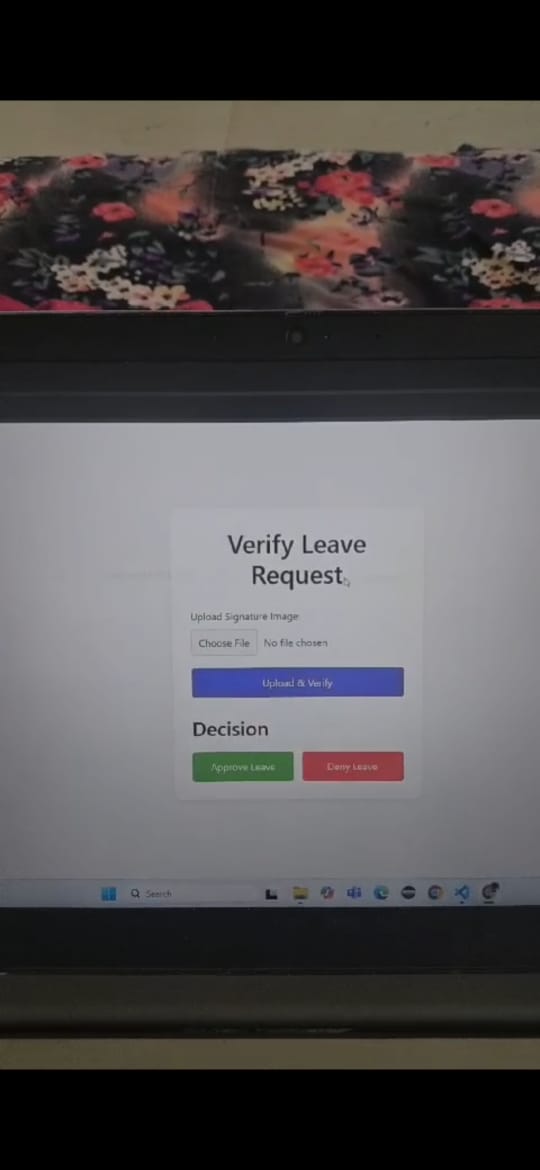 Verify Leave
Request
Upload Signature Image:
Choose File No file chosen
Upload & Verify
Decision
Approve Leave Deny Leave
Search